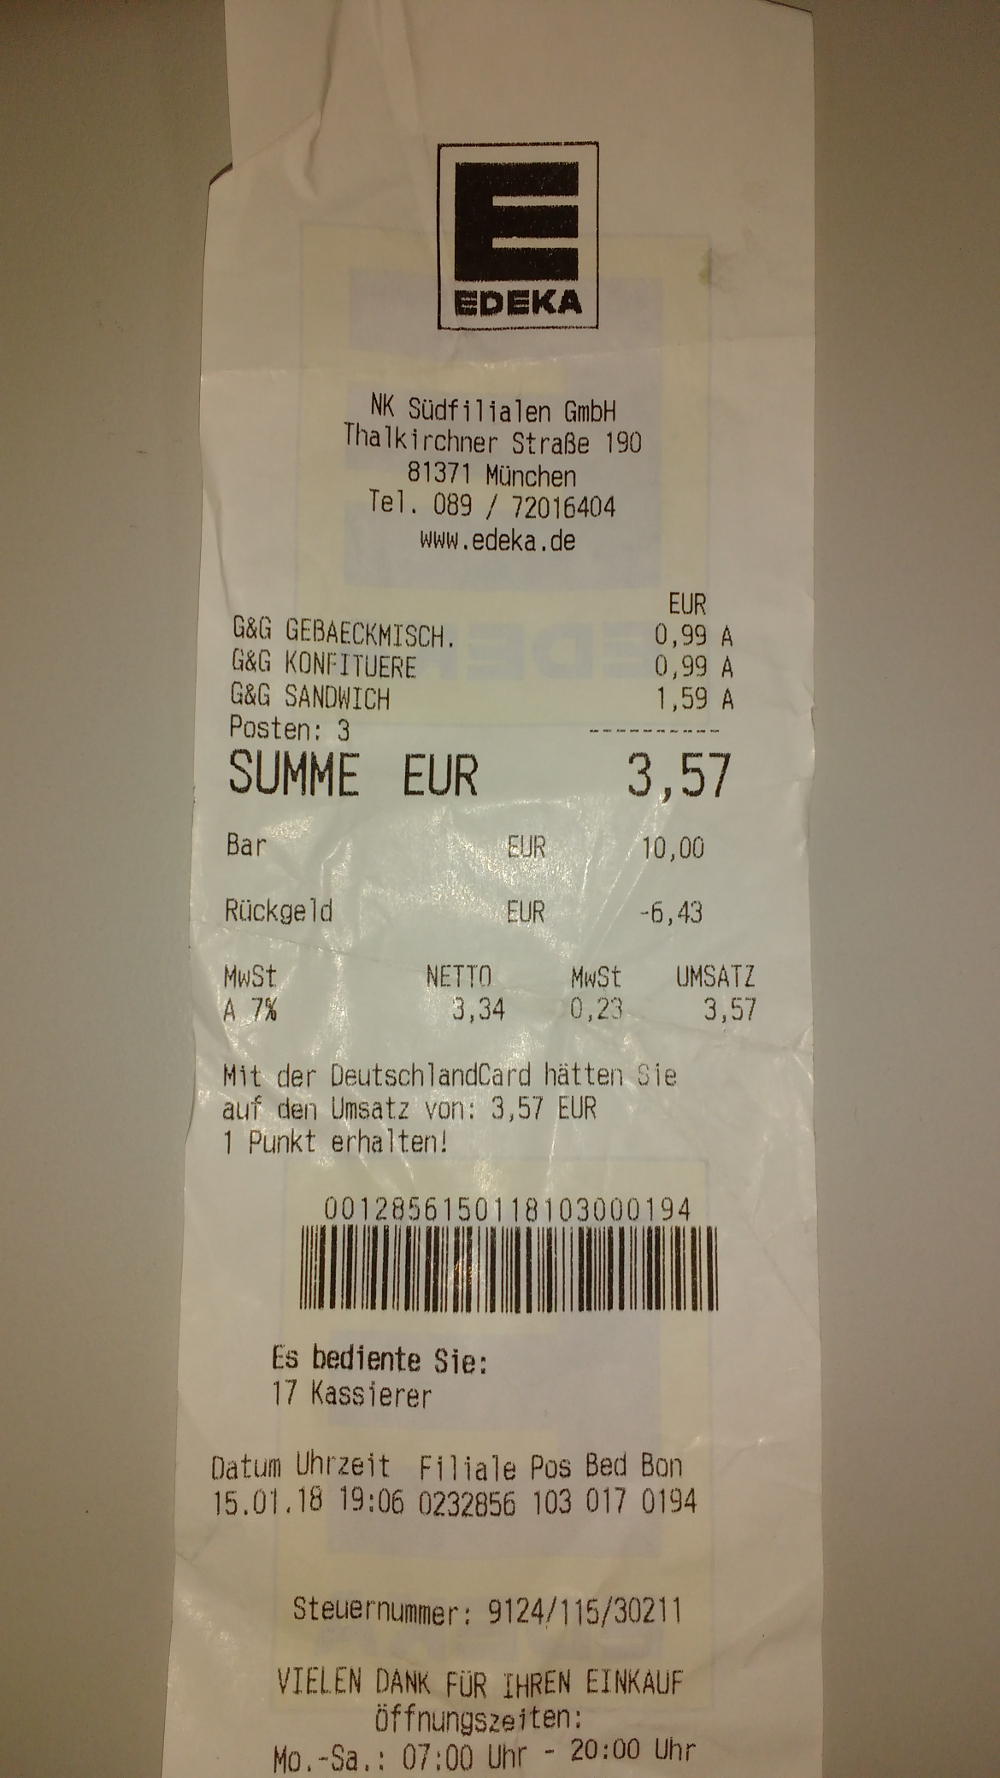 EDEKA
NK Südfilialen GmbH
Thalkirchner Straße 190
81371 München
Tel. 089 / 72016404
www.edeka.de
EUR
G&G GEBAECKMISCH. 0,99 A
G&G KONFITUERE 0,99 A
G&G SANDWICH 1,59 A
Posten: 3 ----------
SUMME EUR 3,57
Bar EUR 10,00
Rückgeld EUR -6,43
MwSt NETTO MwSt UMSATZ
A 7% 3,34 0,23 3,57
Mit der DeutschlandCard hätten Sie
auf den Umsatz von: 3,57 EUR
1 Punkt erhalten!
0012856150118103000194
Es bediente Sie:
17 Kassierer
Datum Uhrzeit Filiale Pos Bed Bon
15.01.18 19:06 0232856 103 017 0194
Steuernummer: 9124/115/30211
VIELEN DANK FÜR IHREN EINKAUF
Öffnungszeiten:
Mo.-Sa.: 07:00 Uhr - 20:00 Uhr